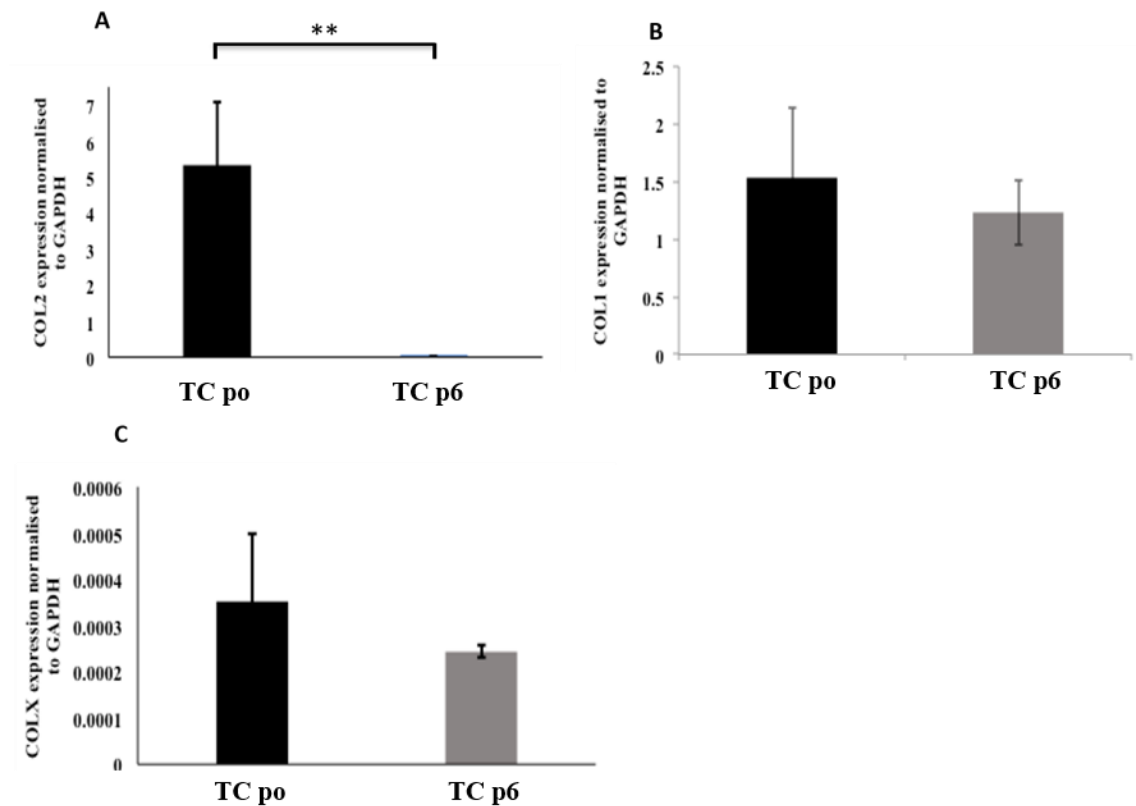 A
**
COL2 expression normalised
to GAPDH
7
6
5
4
3
2
1
0
TC po
TC p6
B
COL1 expression normalised to
GAPDH
2.5
2
1.5
1
0.5
0
TC po
TC p6
C
COLX expression normalised
to GAPDH
0.0006
0.0005
0.0004
0.0003
0.0002
0.0001
0
TC po
TC p6